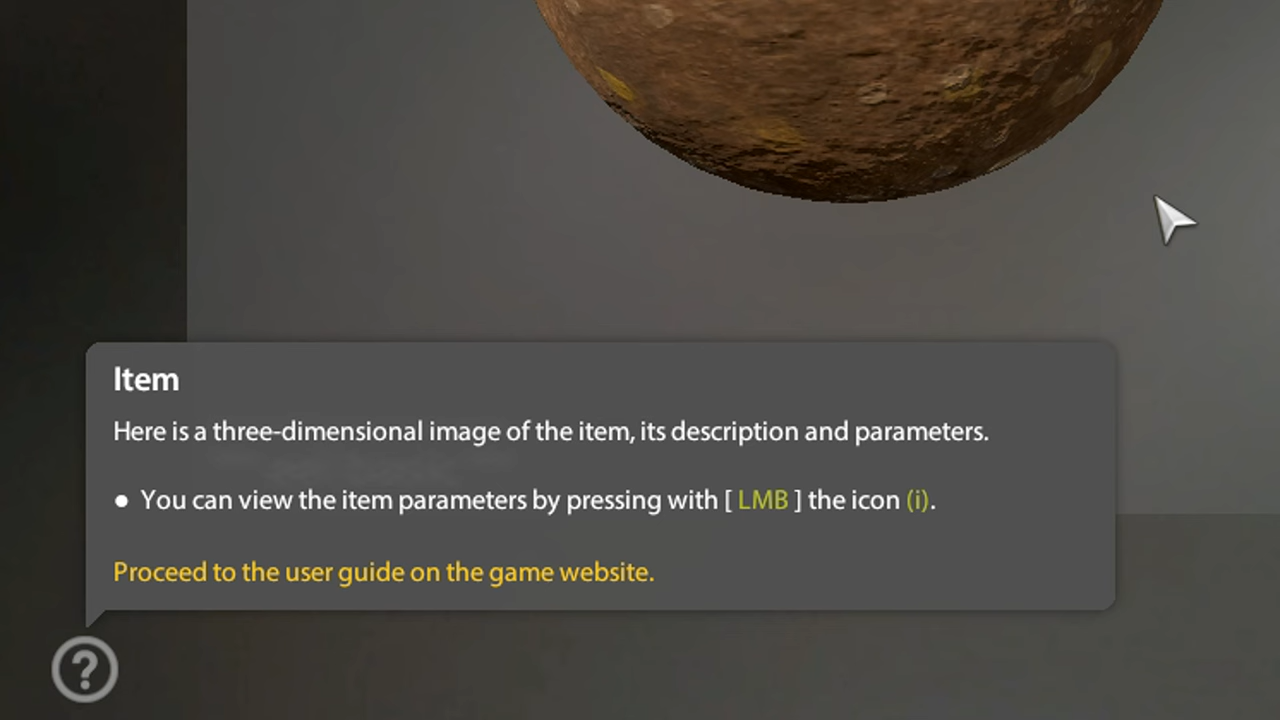 Item
Here is a three-dimensional image of the item, its description and parameters.
● You can view the item parameters by pressing with [ LMB ] the icon (i).
Proceed to the user guide on the game website.
?